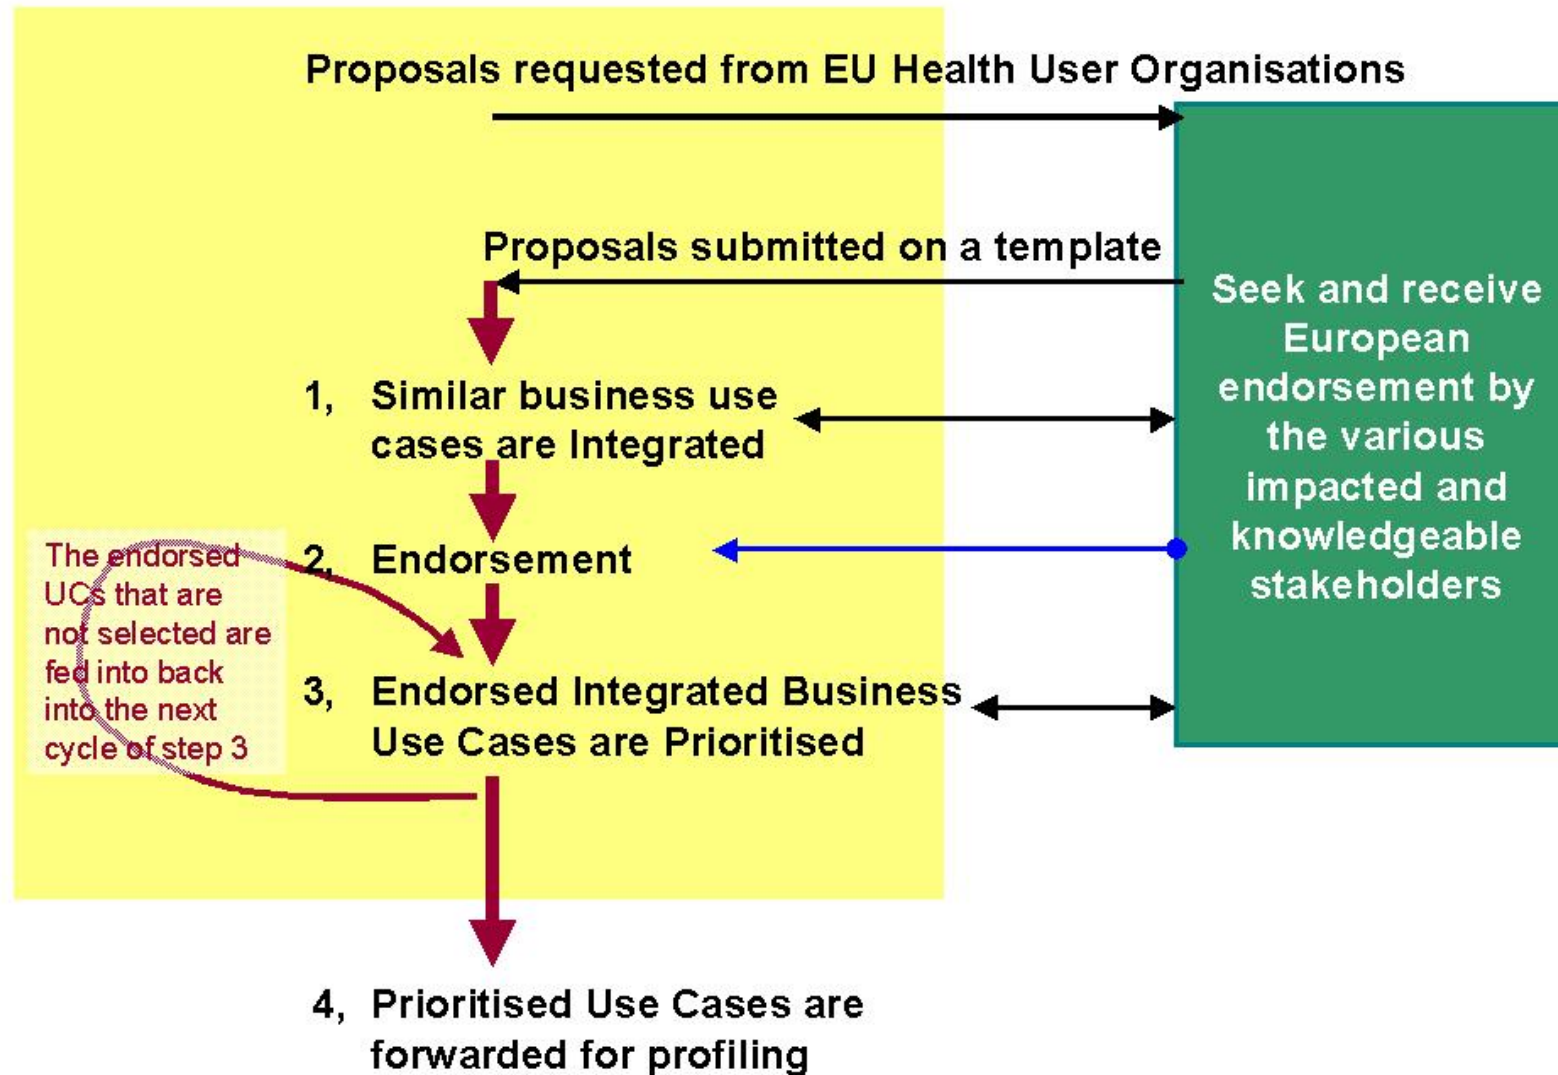 Proposals requested from EU Health User Organisations
Proposals submitted on a template
1, Similar business use
cases are Integrated
2, Endorsement
3, Endorsed Integrated Business
Use Cases are Prioritised
4, Prioritised Use Cases are
forwarded for profiling
The endorsed
UCs that are
not selected are
fed into back
into the next
cycle of step 3
Seek and receive
European
endorsement by
the various
impacted and
knowledgeable
stakeholders